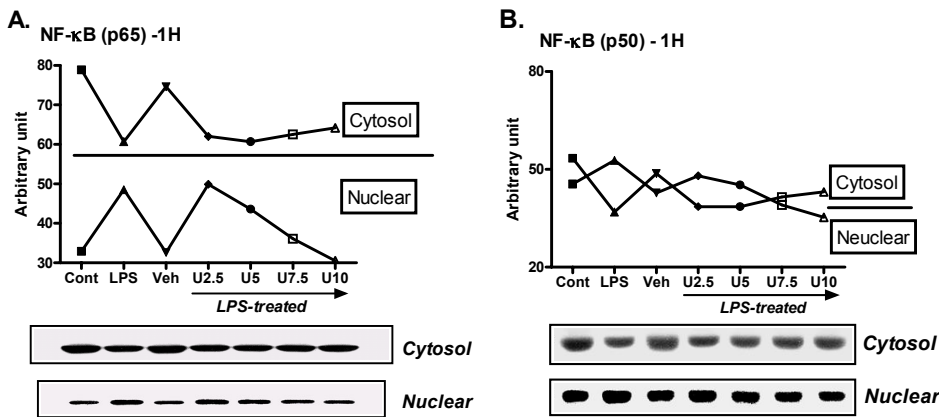 A.
NF-κB (p65) -1H
Arbitrary unit
80
70
60
50
40
30
Cytosol
Nuclear
Cont LPS Veh U2.5 U5 U7.5 U10
LPS-treated
Cytosol
Nuclear
B.
NF-κB (p50) - 1H
Arbitrary unit
80
50
20
Cytosol
Neuclear
Cont LPS Veh U2.5 U5 U7.5 U10
LPS-treated
Cytosol
Nuclear